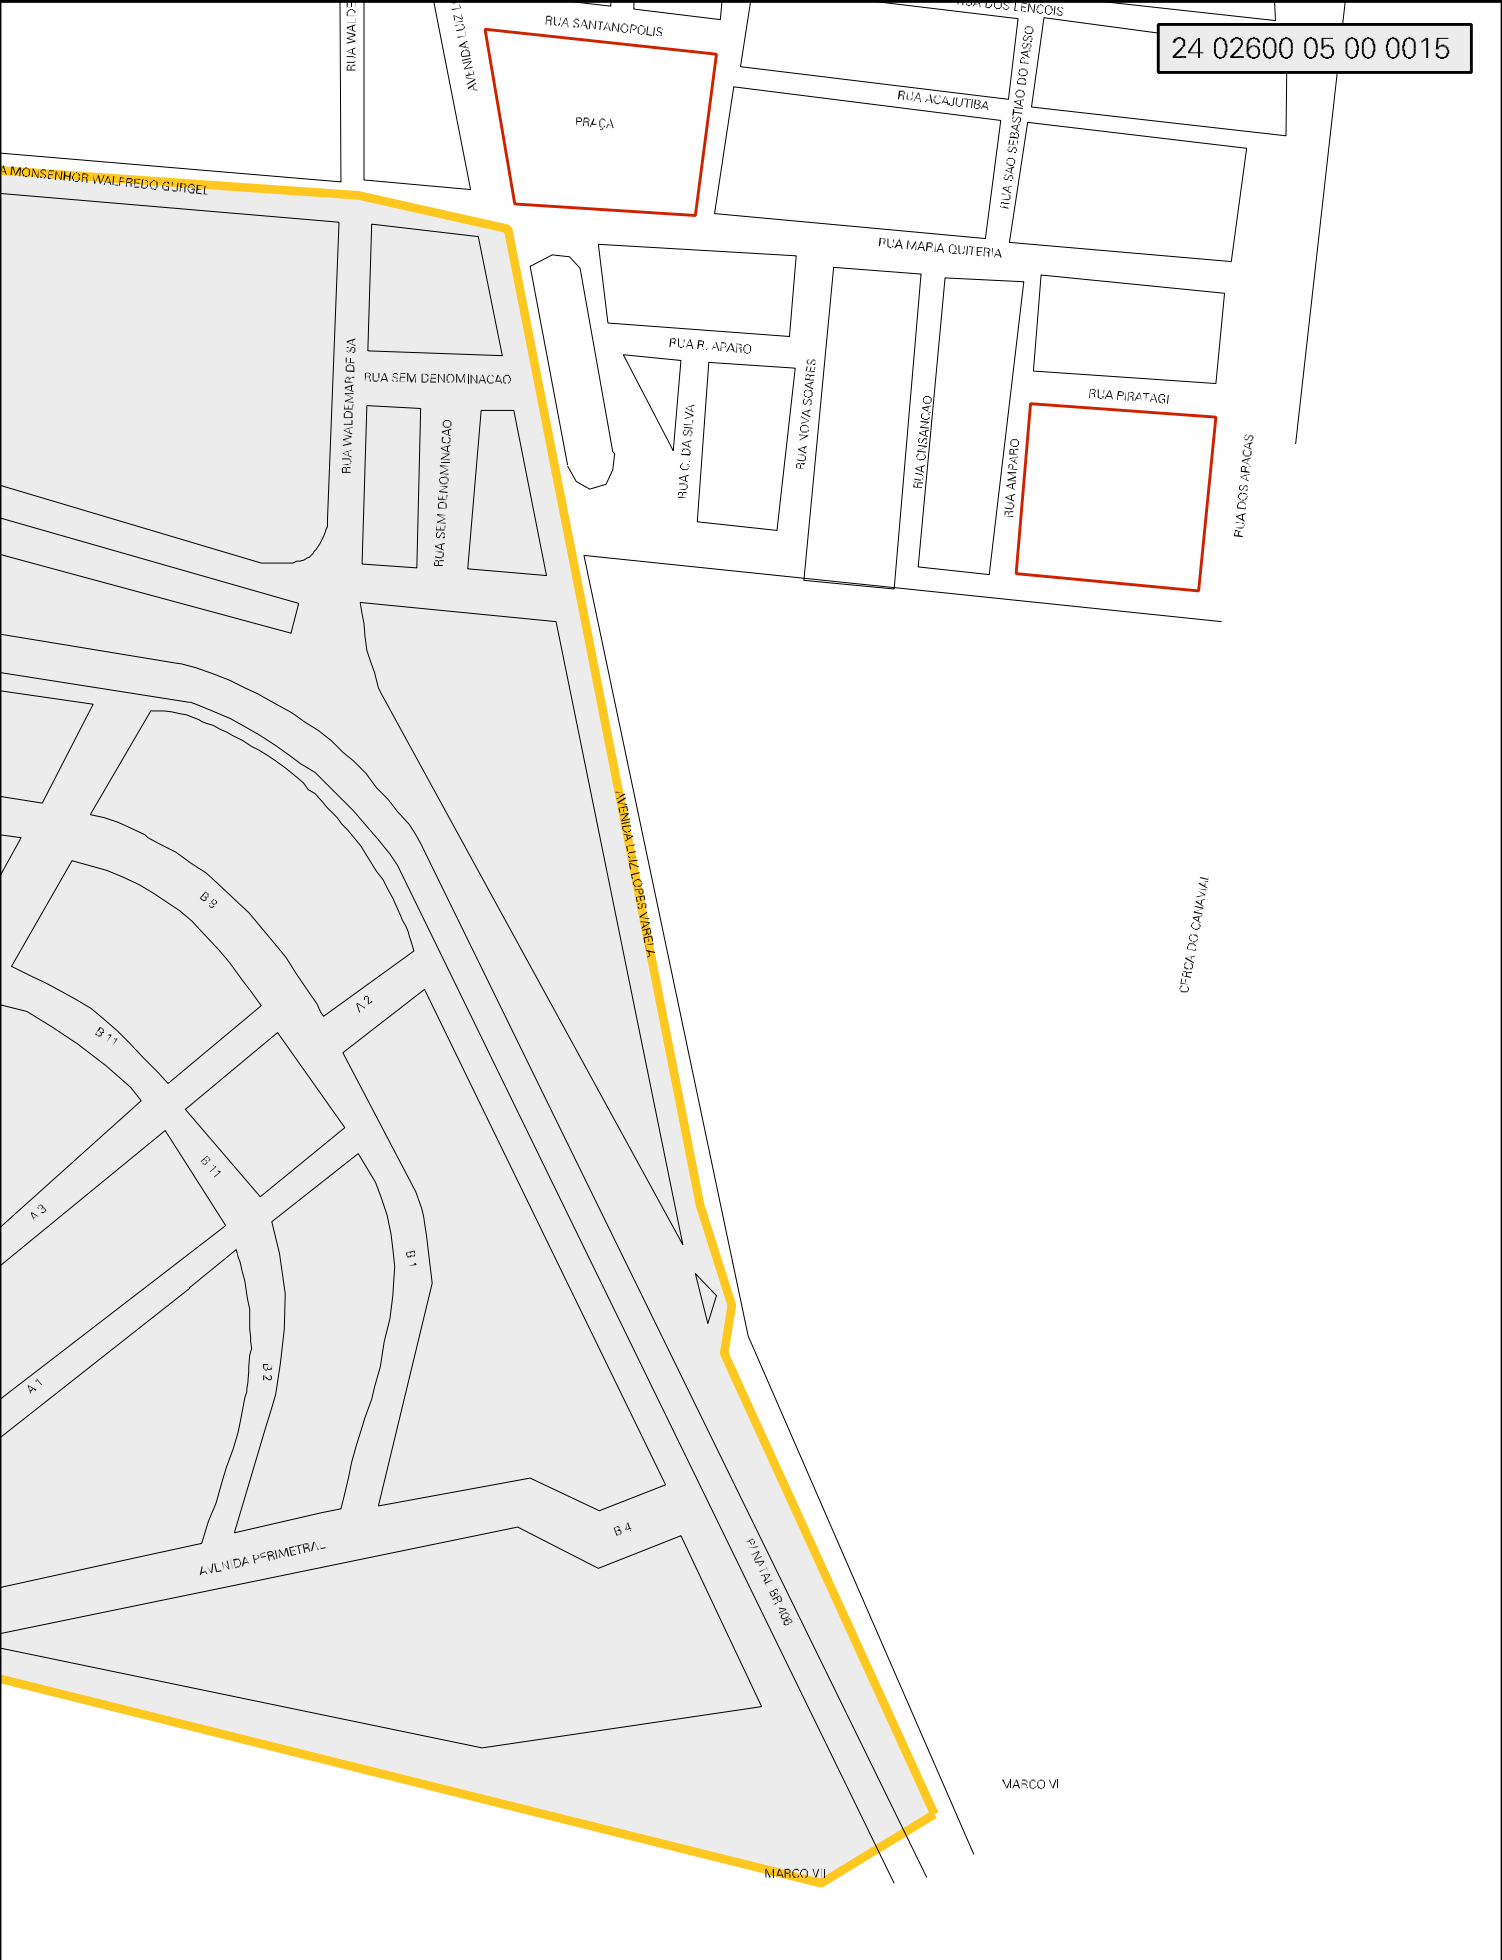 RUA DOS LENCOIS
RUA SANTANOPOLIS
24 02600 05 00 0015
RUA WALDE
AVENIDA LUIZ L
RUA SAO SEBASTIAO DO PASSO
RUA ACAJUTIBA
PRAÇA
A MONSENHOR WALFREDO GURGEL
RUA MARIA QUITERIA
RUA R. APARO
RUA WALDEMAR DE SA
RUA SEM DENOMINACAO
RUA NOVA SOARES
RUA PIRATAGI
RUA C. DA SILVA
RUA SEM DENOMINACAO
RUA AMPARO
RUA DOS ARACAS
AVENIDA LUIZ LOPES VARELA
CERCA DO CANAVIAL
B 8
A 2
B 11
B 11
A 3
B 1
B 2
A 1
B 4
AVENIDA PERIMETRAL
P/ NATAL BR 406
MARCO VI
MARCO VII